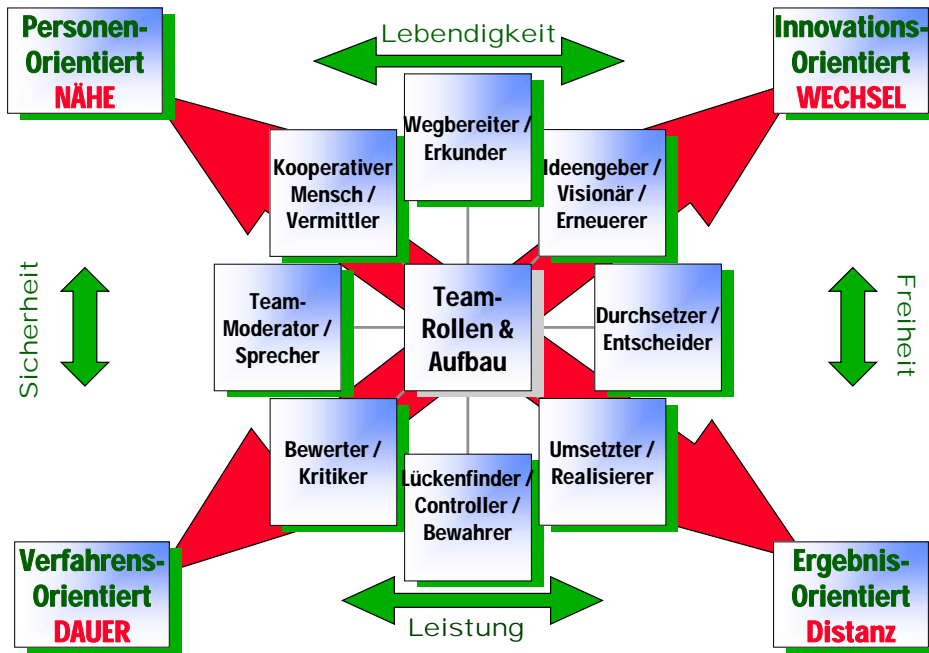 Personen-
Orientiert
NÄHE
Lebendigkeit
Innovations-
Orientiert
WECHSEL
Wegbereiter /
Erkunder
Kooperativer
Mensch /
Vermittler
Ideengeber /
Visionär /
Erneuerer
Sicherheit
Team-
Moderator /
Sprecher
Team-
Rollen &
Aufbau
Durchsetzer /
Entscheider
Freiheit
Bewerter /
Kritiker
Lückenfinder /
Controller /
Bewahrer
Umsetzter /
Realisierer
Verfahrens-
Orientiert
DAUER
Leistung
Ergebnis-
Orientiert
Distanz